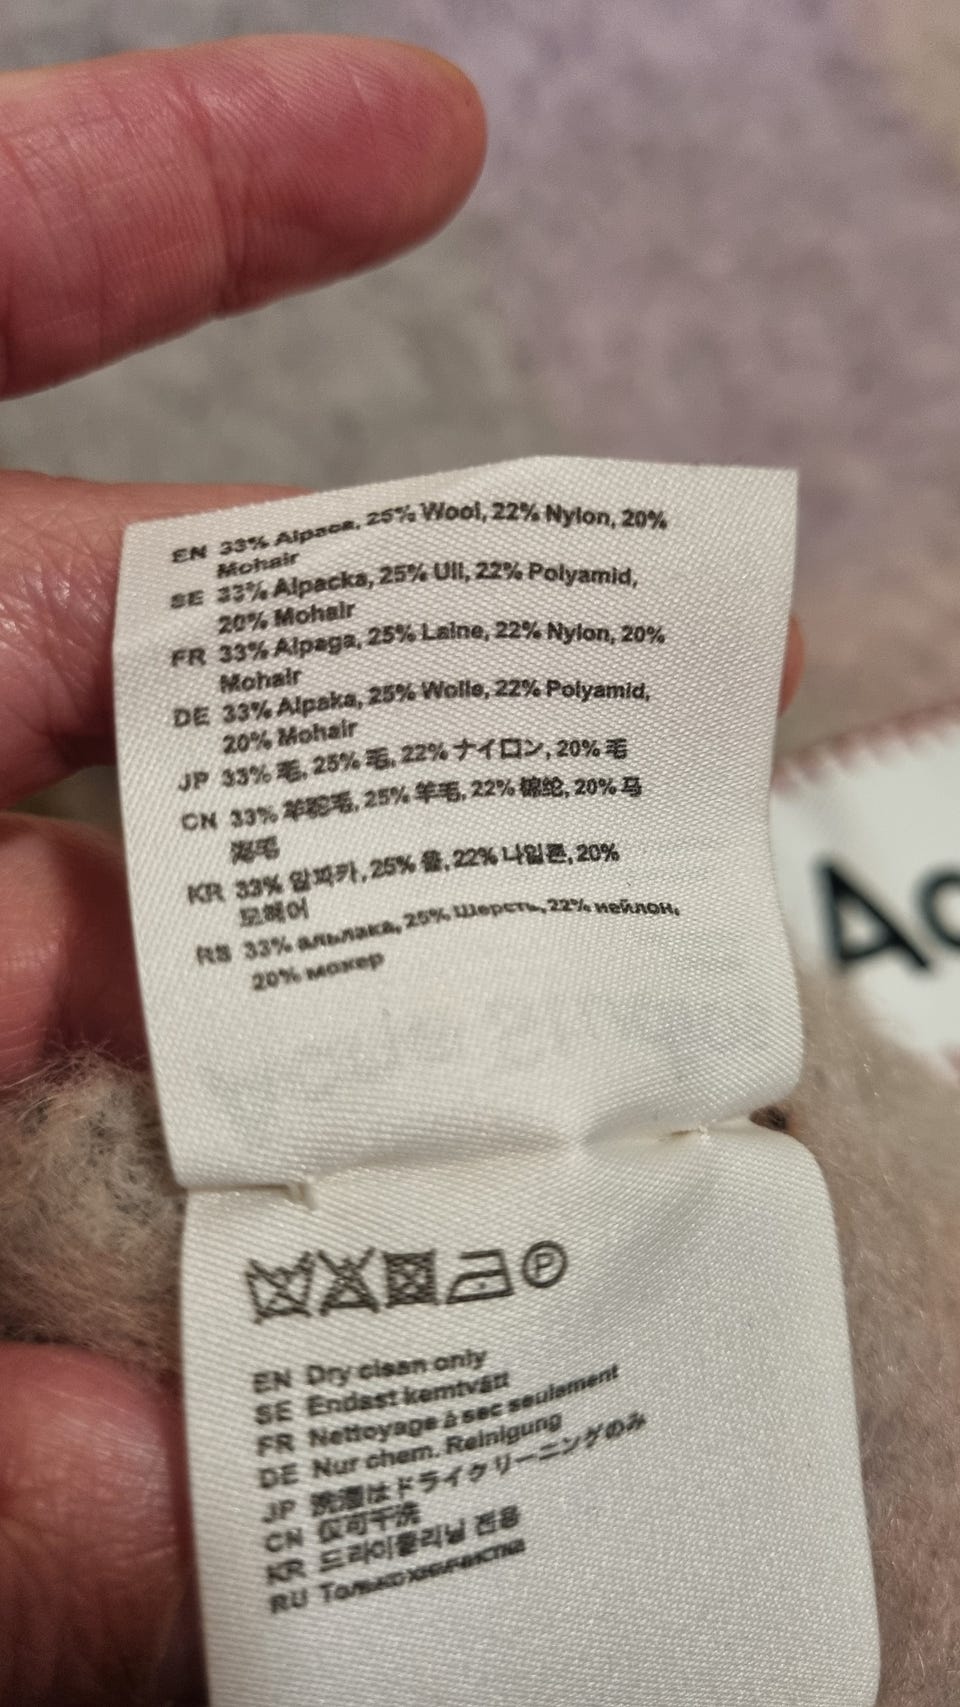 EN 33% Alpaca, 25% Wool, 22% Nylon, 20%
Mohair
SE 33% Alpacka, 25% Ull, 22% Polyamid,
20% Mohair
FR 33% Alpaga, 25% Laine, 22% Nylon, 20%
Mohair
DE 33% Alpaka, 25% Wolle, 22% Polyamid,
20% Mohair
JP 33% 毛, 25% 毛, 22% ナイロン, 20% 毛
CN 33% 羊驼毛, 25% 羊毛, 22% 锦纶, 20% 马
海毛
KR 33% 알파카, 25% 울, 22% 나일론, 20%
모헤어
RS 33% альпака, 25% Шерсть, 22% нейлон,
20% мохер
Ac
P
EN Dry clean only
SE Endast kemtvätt
FR Nettoyage à sec seulement
DE Nur chem. Reinigung
JP 洗濯はドライクリーニングのみ
CN 仅可干洗
KR 드라이클리닝 전용
RU Только химчистка